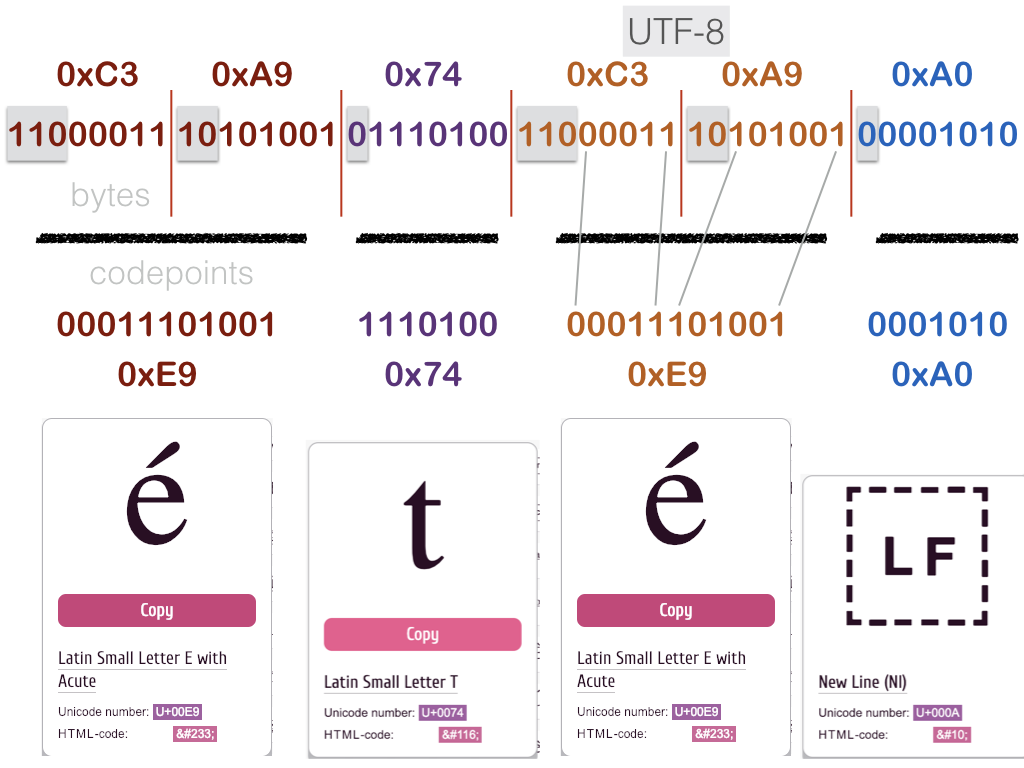 UTF-8
0xC3 0xA9 0x74 0xC3 0xA9 0xA0
11000011 10101001 01110100 11000011 10101001 00001010
bytes
codepoints
00011101001 1110100 00011101001 0001010
0xE9 0x74 0xE9 0xA0
é
Copy
Latin Small Letter E with
Acute
Unicode number: U+00E9
HTML-code: &#233;
t
Copy
Latin Small Letter T
Unicode number: U+0074
HTML-code: &#116;
é
Copy
Latin Small Letter E with
Acute
Unicode number: U+00E9
HTML-code: &#233;
LF
New Line (Nl)
Unicode number: U+000A
HTML-code: &#10;